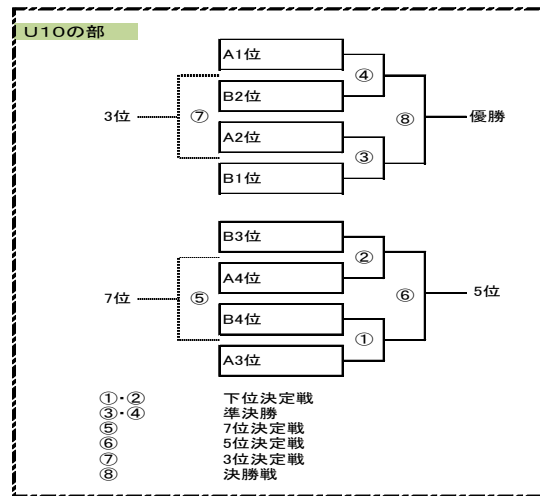 U10の部
A1位
④
B2位
3位
⑦
⑧
優勝
A2位
③
B1位
B3位
②
A4位
7位
⑤
⑥
5位
B4位
①
A3位
①・② 下位決定戦
③・④ 準決勝
⑤ 7位決定戦
⑥ 5位決定戦
⑦ 3位決定戦
⑧ 決勝戦